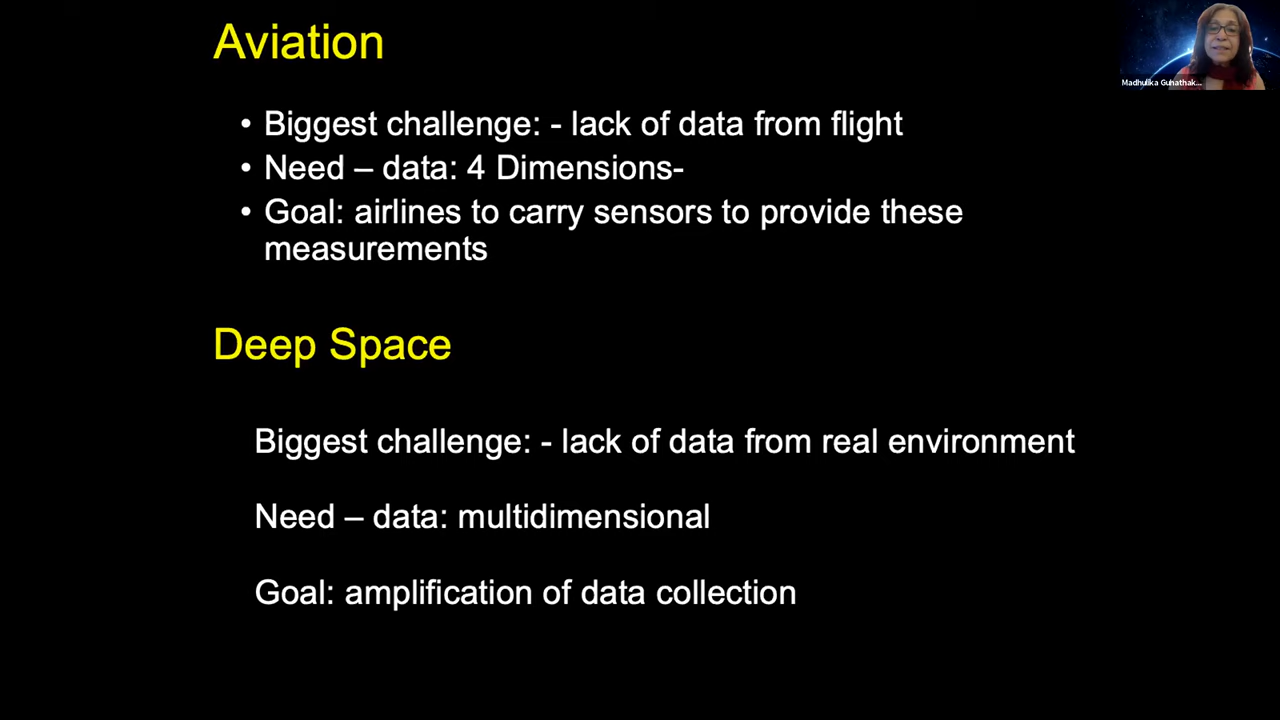 Aviation
Madhulika Guhathak...
• Biggest challenge: - lack of data from flight
• Need – data: 4 Dimensions-
• Goal: airlines to carry sensors to provide these
measurements
Deep Space
Biggest challenge: - lack of data from real environment
Need – data: multidimensional
Goal: amplification of data collection